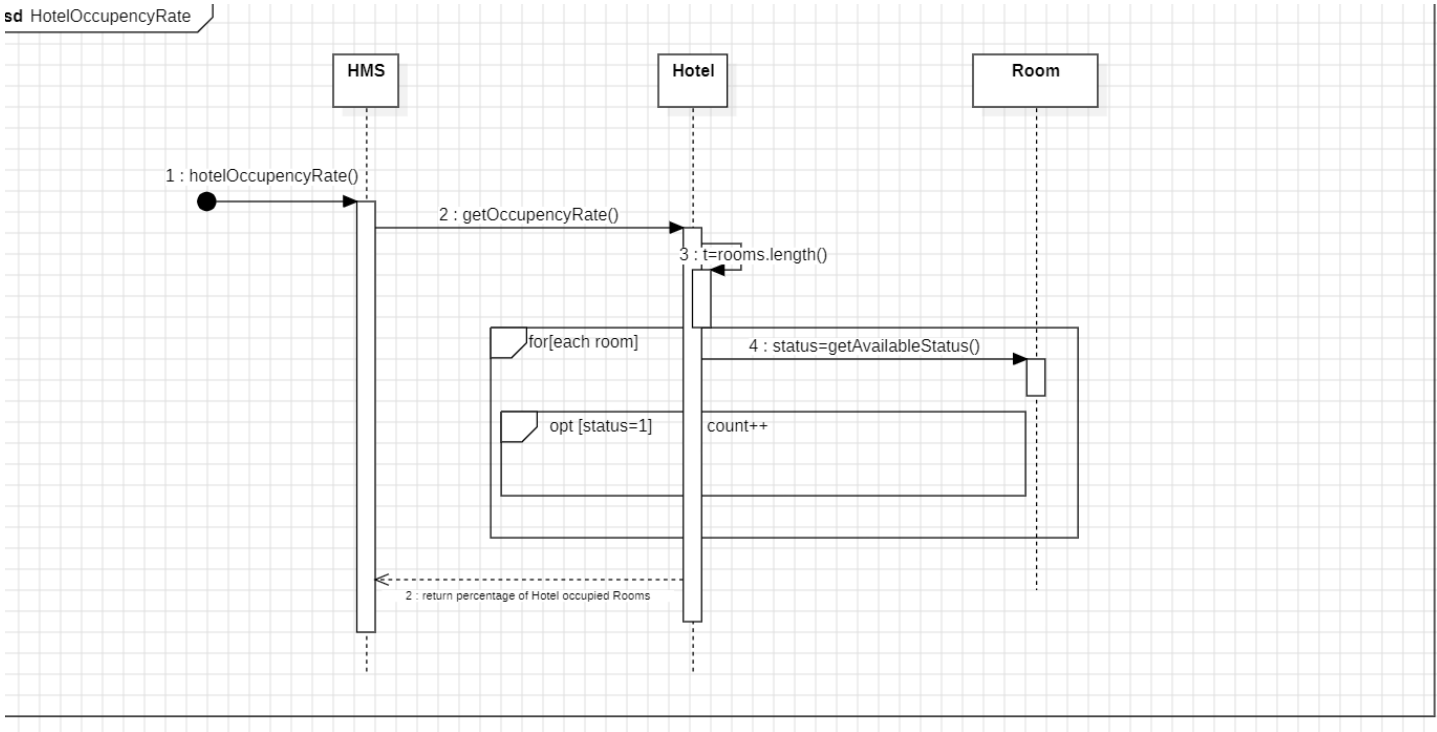 sd HotelOccupencyRate
HMS
Hotel
Room
1 : hotelOccupencyRate()
2 : getOccupencyRate()
3 : t=rooms.length()
for[each room]
4 : status=getAvailableStatus()
opt [status=1]
count++
2 : return percentage of Hotel occupied Rooms